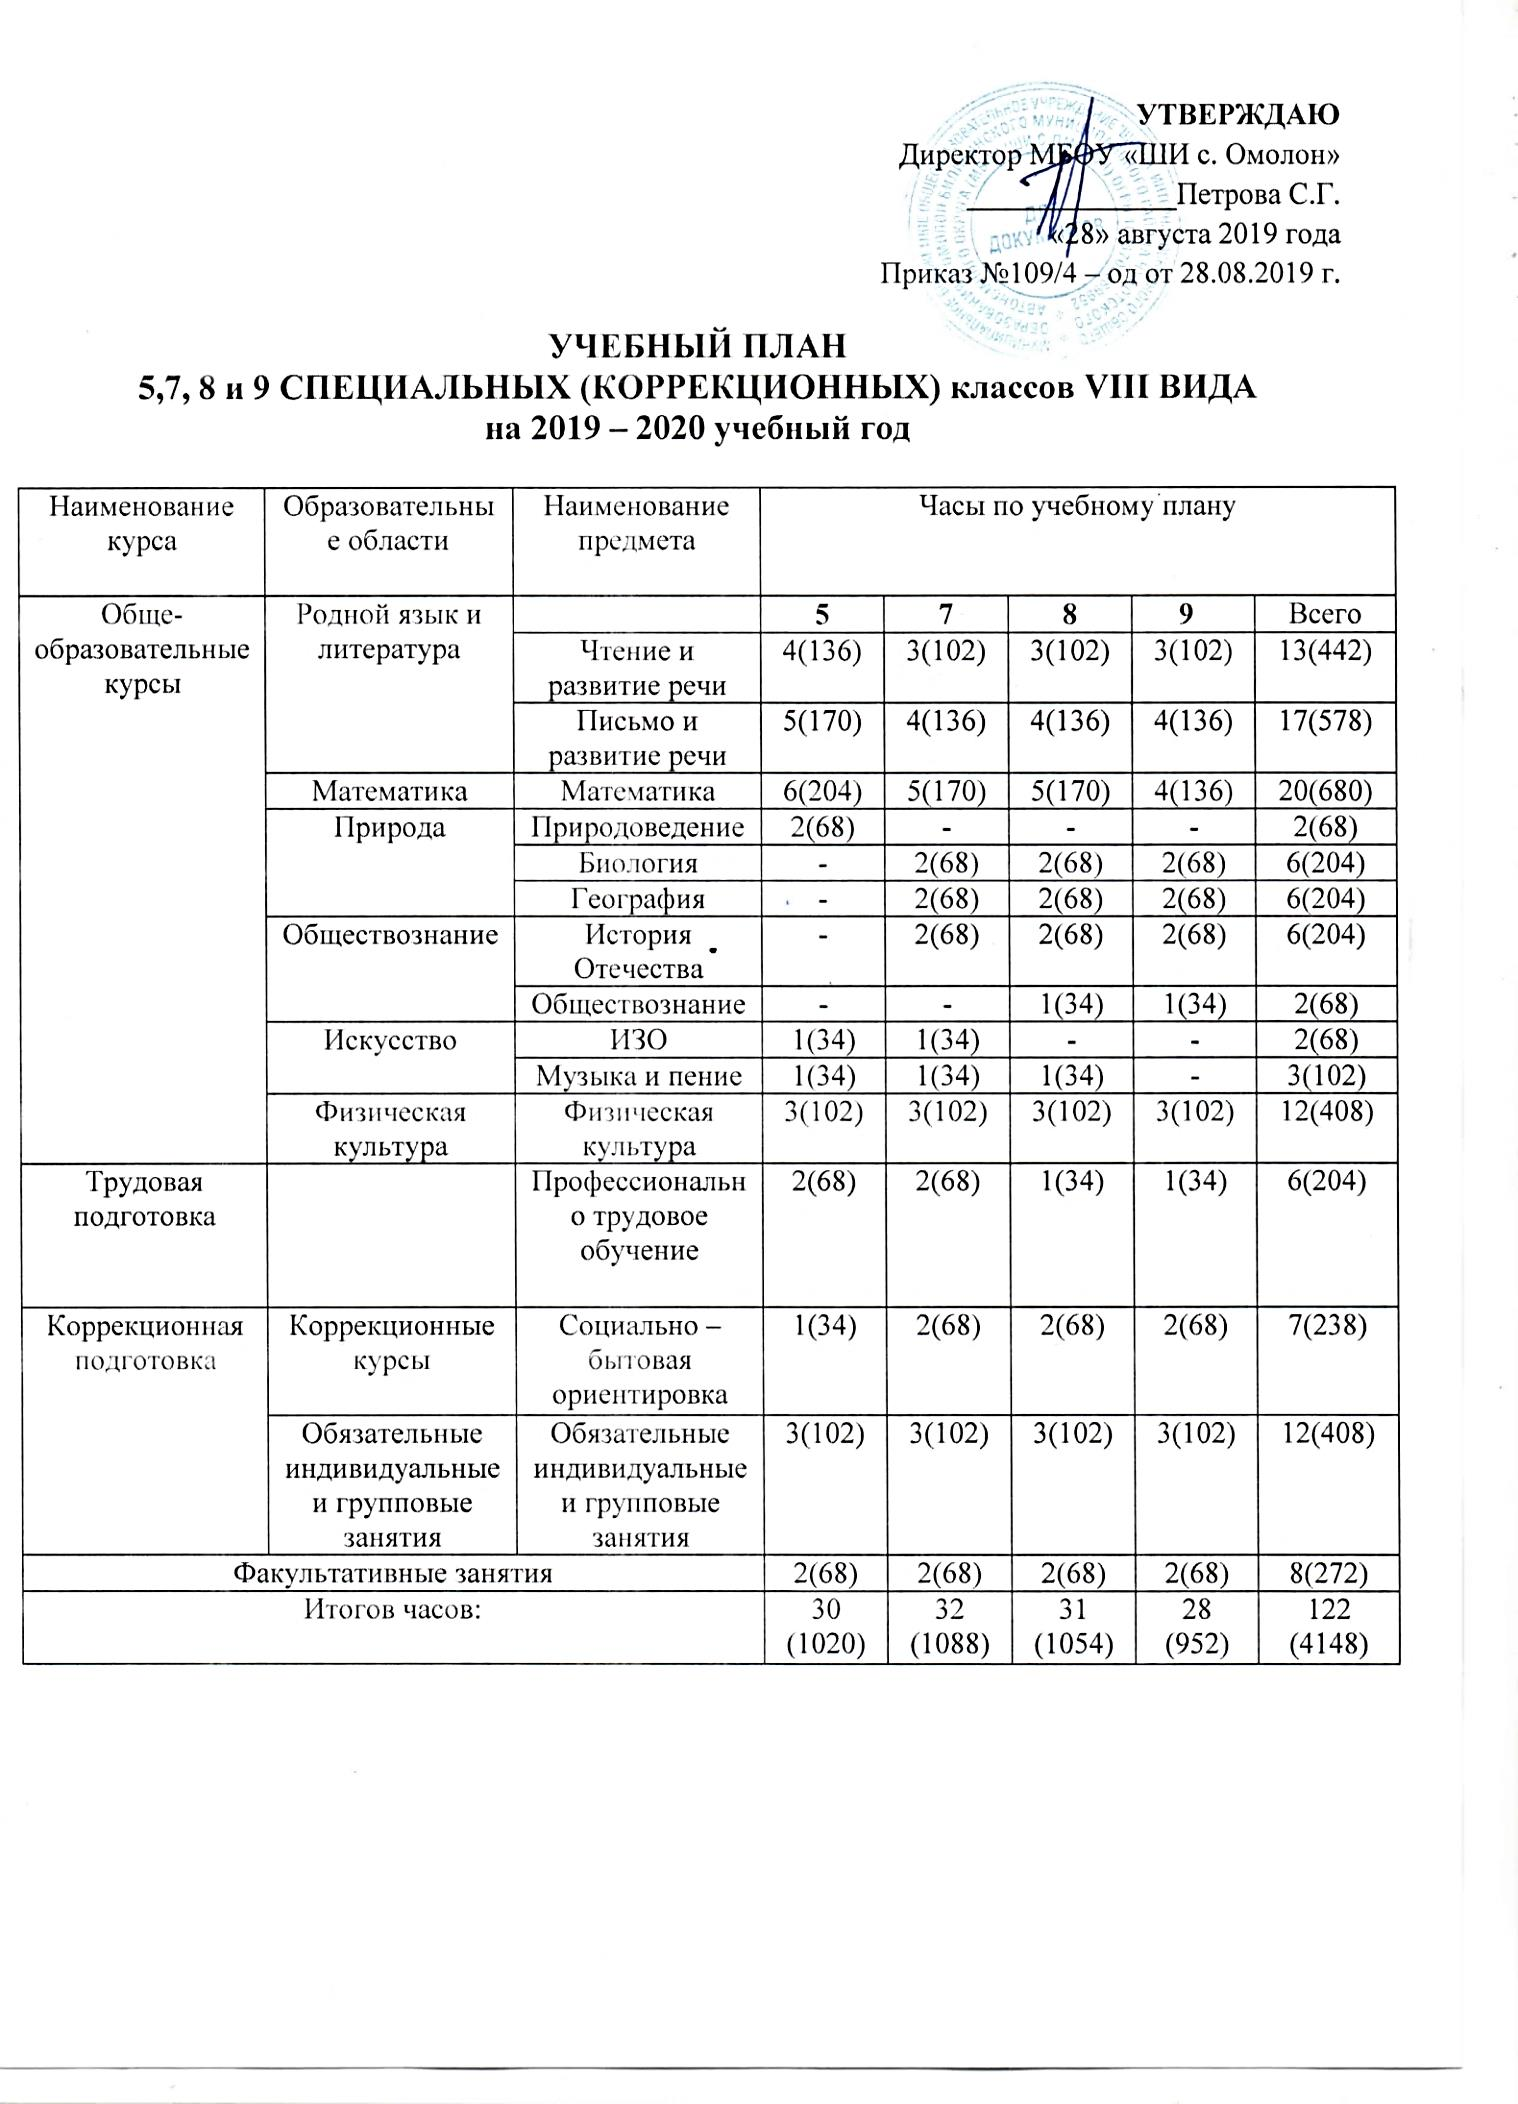 УТВЕРЖДАЮ
Директор МБОУ «ШИ с. Омолон»
______________Петрова С.Г.
«28» августа 2019 года
Приказ №109/4 – од от 28.08.2019 г.
УЧЕБНЫЙ ПЛАН
5,7, 8 и 9 СПЕЦИАЛЬНЫХ (КОРРЕКЦИОННЫХ) классов VIII ВИДА
на 2019 – 2020 учебный год
Наименование курса Образовательны е области Наименование предмета Часы по учебному плану
Обще- образовательные курсы Родной язык и литература 5 7 8 9 Всего
Чтение и развитие речи 4(136) 3(102) 3(102) 3(102) 13(442)
Письмо и развитие речи 5(170) 4(136) 4(136) 4(136) 17(578)
Математика Математика 6(204) 5(170) 5(170) 4(136) 20(680)
Природа Природоведение 2(68) - - - 2(68)
Биология - 2(68) 2(68) 2(68) 6(204)
География - 2(68) 2(68) 2(68) 6(204)
Обществознание История Отечества - 2(68) 2(68) 2(68) 6(204)
Обществознание - - 1(34) 1(34) 2(68)
Искусство ИЗО 1(34) 1(34) - - 2(68)
Музыка и пение 1(34) 1(34) 1(34) - 3(102)
Физическая культура Физическая культура 3(102) 3(102) 3(102) 3(102) 12(408)
Трудовая подготовка Профессиональн о трудовое обучение 2(68) 2(68) 1(34) 1(34) 6(204)
Коррекционная подготовка Коррекционные курсы Социально – бытовая ориентировка 1(34) 2(68) 2(68) 2(68) 7(238)
Обязательные индивидуальные и групповые занятия Обязательные индивидуальные и групповые занятия 3(102) 3(102) 3(102) 3(102) 12(408)
Факультативные занятия 2(68) 2(68) 2(68) 2(68) 8(272)
Итогов часов: 30 (1020) 32 (1088) 31 (1054) 28 (952) 122 (4148)